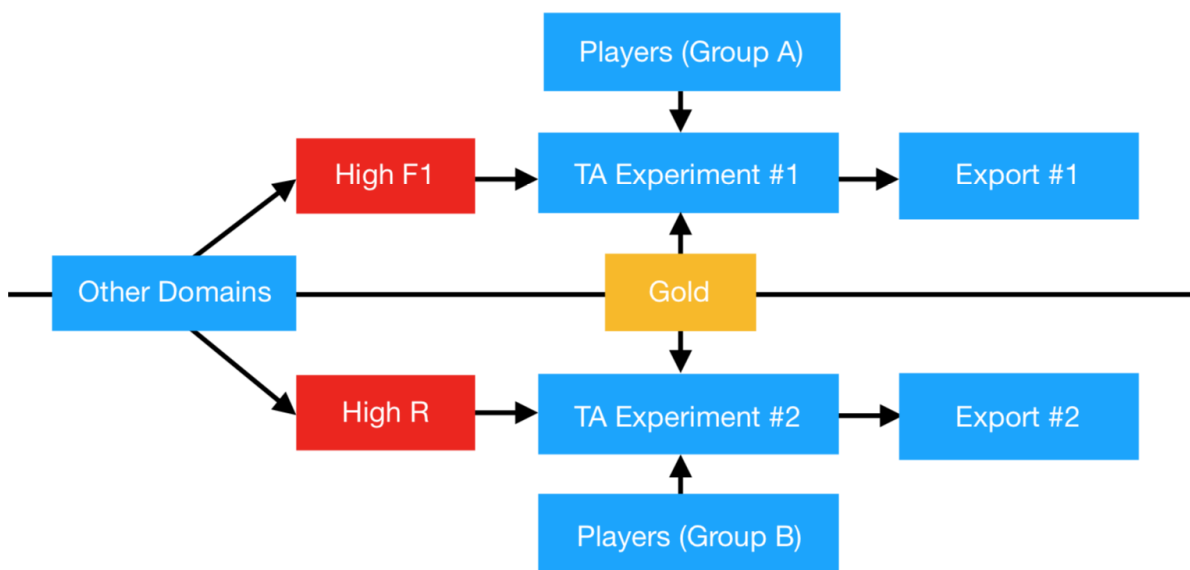 Players (Group A)
High F1
TA Experiment #1
Export #1
Other Domains
Gold
High R
TA Experiment #2
Export #2
Players (Group B)